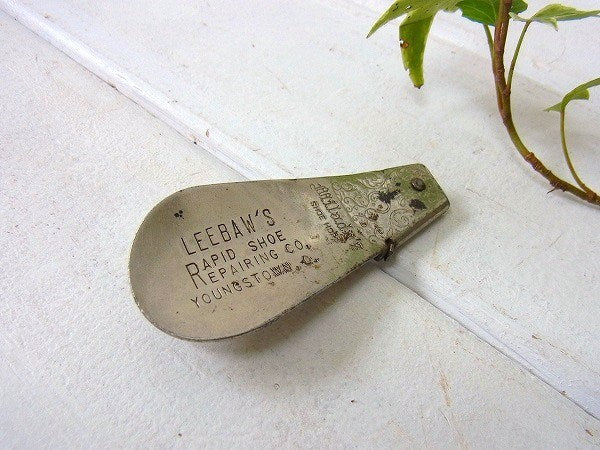 LEEBAW'S
RAPID SHOE
REPAIRING CO.
YOUNGSTOWN. O.